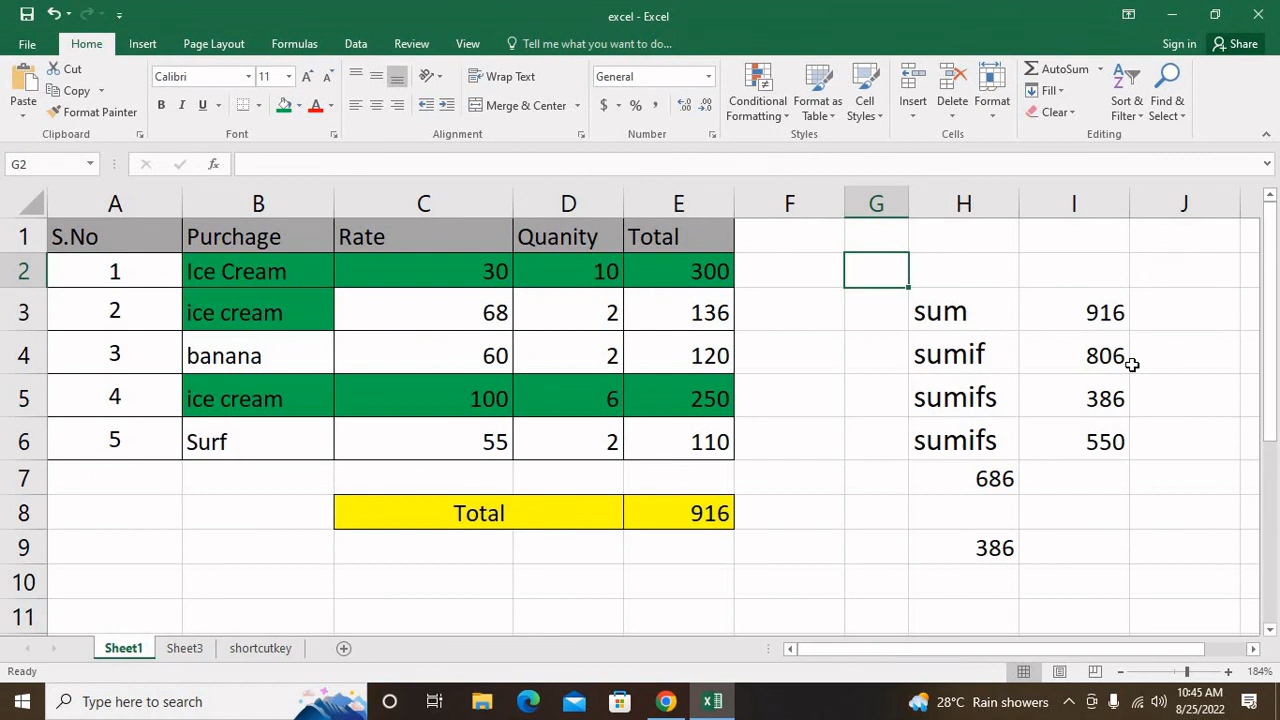 excel - Excel
File Home Insert Page Layout Formulas Data Review View Tell me what you want to do... Sign in Share
Paste
Cut
Copy
Format Painter
Clipboard
Calibri 11
B I U
Font
Wrap Text
Merge & Center
Alignment
General
$ % ,
Number
Conditional Formatting
Format as Table
Cell Styles
Styles
Insert Delete Format
Cells
AutoSum
Fill
Clear
Sort & Filter
Find & Select
Editing
G2 fx
A B C D E F G H I J
1 S.No Purchage Rate Quanity Total
2 1 Ice Cream 30 10 300
3 2 ice cream 68 2 136 sum 916
4 3 banana 60 2 120 sumif 806
5 4 ice cream 100 6 250 sumifs 386
6 5 Surf 55 2 110 sumifs 550
7 686
8 Total 916
9 386
10
11
Sheet1 Sheet3 shortcutkey
Ready 184%
Type here to search
28°C Rain showers
10:45 AM
8/25/2022